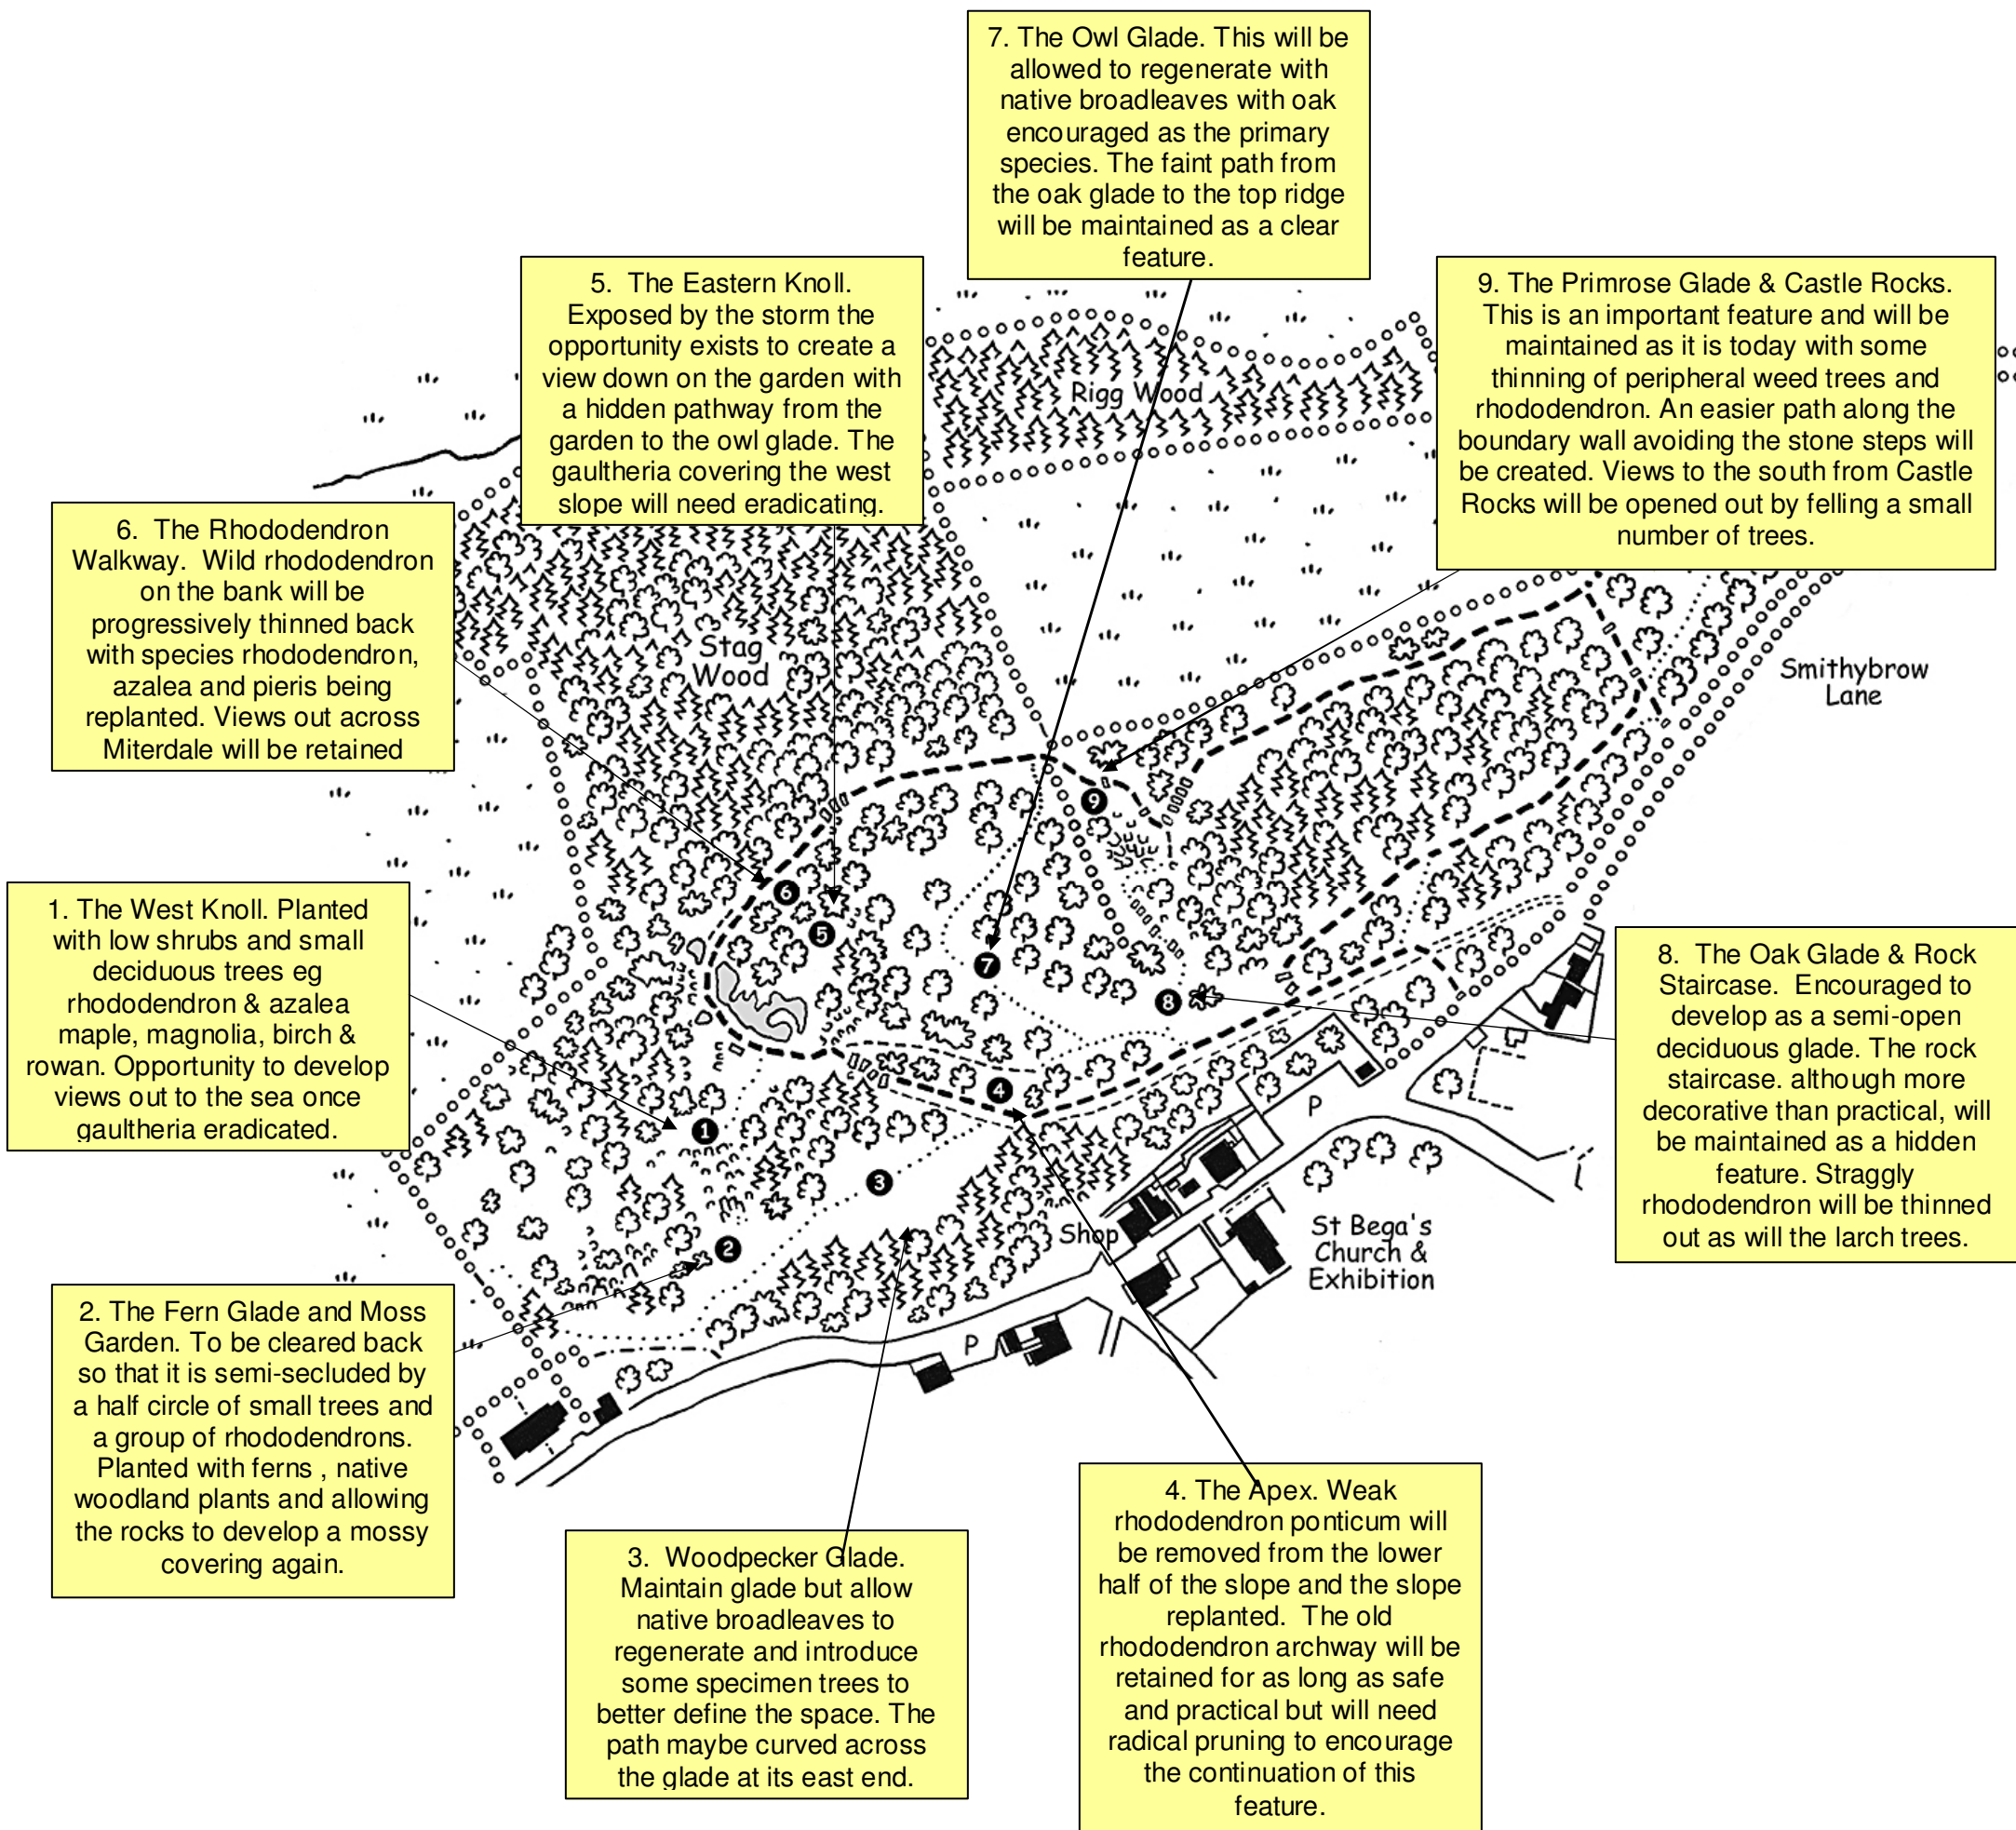 7. The Owl Glade. This will be
allowed to regenerate with
native broadleaves with oak
encouraged as the primary
species. The faint path from
the oak glade to the top ridge
will be maintained as a clear
feature.
5. The Eastern Knoll.
Exposed by the storm the
opportunity exists to create a
view down on the garden with
a hidden pathway from the
garden to the owl glade. The
gaultheria covering the west
slope will need eradicating.
9. The Primrose Glade & Castle Rocks.
This is an important feature and will be
maintained as it is today with some
thinning of peripheral weed trees and
rhododendron. An easier path along the
boundary wall avoiding the stone steps will
be created. Views to the south from Castle
Rocks will be opened out by felling a small
number of trees.
Rigg Wood
6. The Rhododendron
Walkway. Wild rhododendron
on the bank will be
progressively thinned back
with species rhododendron,
azalea and pieris being
replanted. Views out across
Miterdale will be retained
Stag
Wood
Smithybrow
Lane
9
6
5
7
8
4
1
3
2
1. The West Knoll. Planted
with low shrubs and small
deciduous trees eg
rhododendron & azalea
maple, magnolia, birch &
rowan. Opportunity to develop
views out to the sea once
gaultheria eradicated.
8. The Oak Glade & Rock
Staircase. Encouraged to
develop as a semi-open
deciduous glade. The rock
staircase. although more
decorative than practical, will
be maintained as a hidden
feature. Straggly
rhododendron will be thinned
out as will the larch trees.
P
Shop
St Bega's
Church &
Exhibition
P
2. The Fern Glade and Moss
Garden. To be cleared back
so that it is semi-secluded by
a half circle of small trees and
a group of rhododendrons.
Planted with ferns , native
woodland plants and allowing
the rocks to develop a mossy
covering again.
3. Woodpecker Glade.
Maintain glade but allow
native broadleaves to
regenerate and introduce
some specimen trees to
better define the space. The
path maybe curved across
the glade at its east end.
4. The Apex. Weak
rhododendron ponticum will
be removed from the lower
half of the slope and the slope
replanted. The old
rhododendron archway will be
retained for as long as safe
and practical but will need
radical pruning to encourage
the continuation of this
feature.